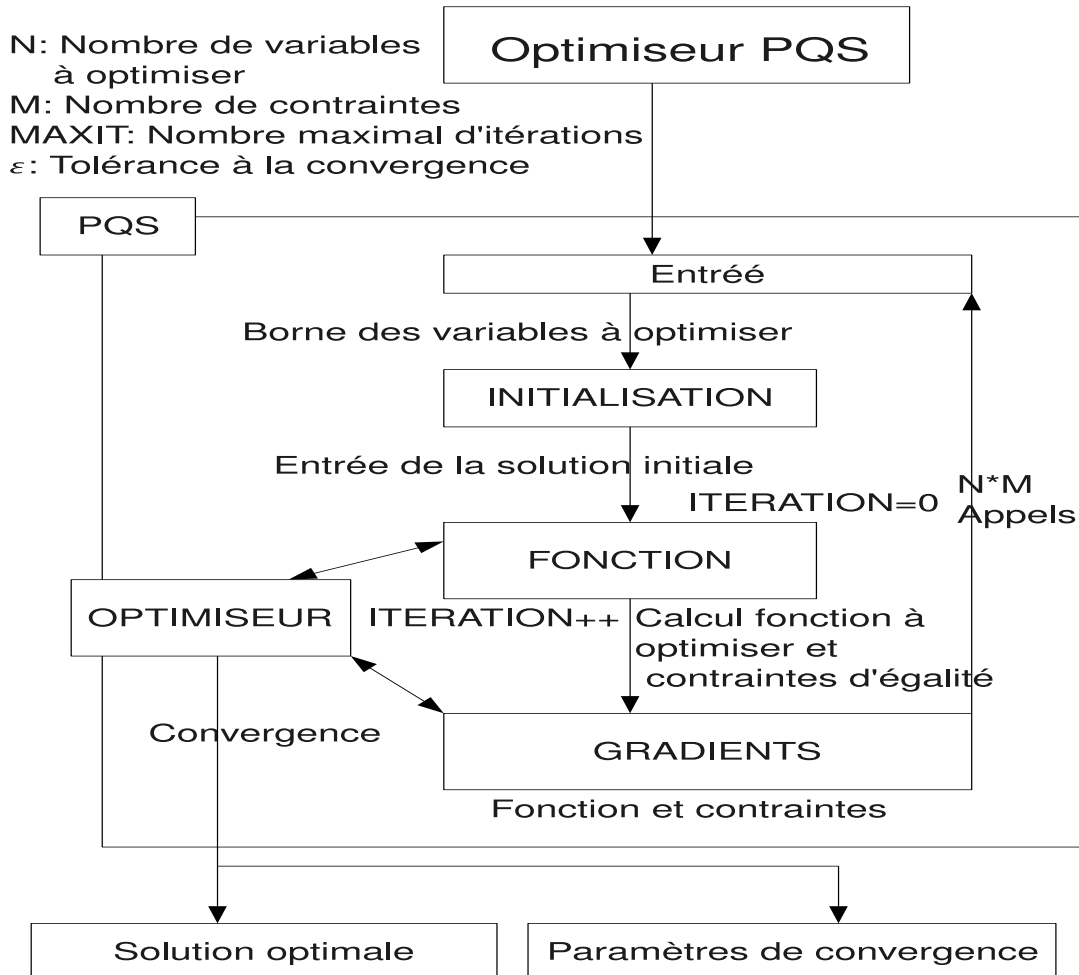 Optimiseur PQS
N: Nombre de variables
à optimiser
M: Nombre de contraintes
MAXIT: Nombre maximal d'itérations
ε: Tolérance à la convergence
PQS
Entréé
Borne des variables à optimiser
INITIALISATION
Entrée de la solution initiale
ITERATION=0
N*M
Appels
FONCTION
OPTIMISEUR
ITERATION++
Calcul fonction à
optimiser et
contraintes d'égalité
Convergence
GRADIENTS
Fonction et contraintes
Solution optimale
Paramètres de convergence